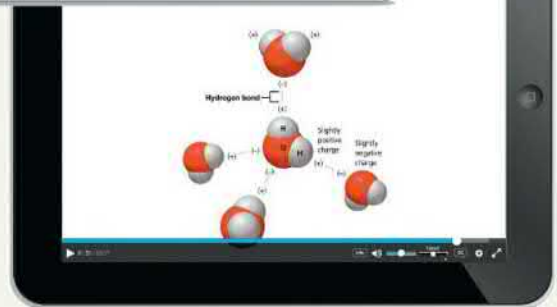 (+) (+)
(-)
Hydrogen bond
(+)
H
O
H
Slightly
positive
charge
Slightly
negative
charge
(+) (-)
(+) (-)
(-)
(+)